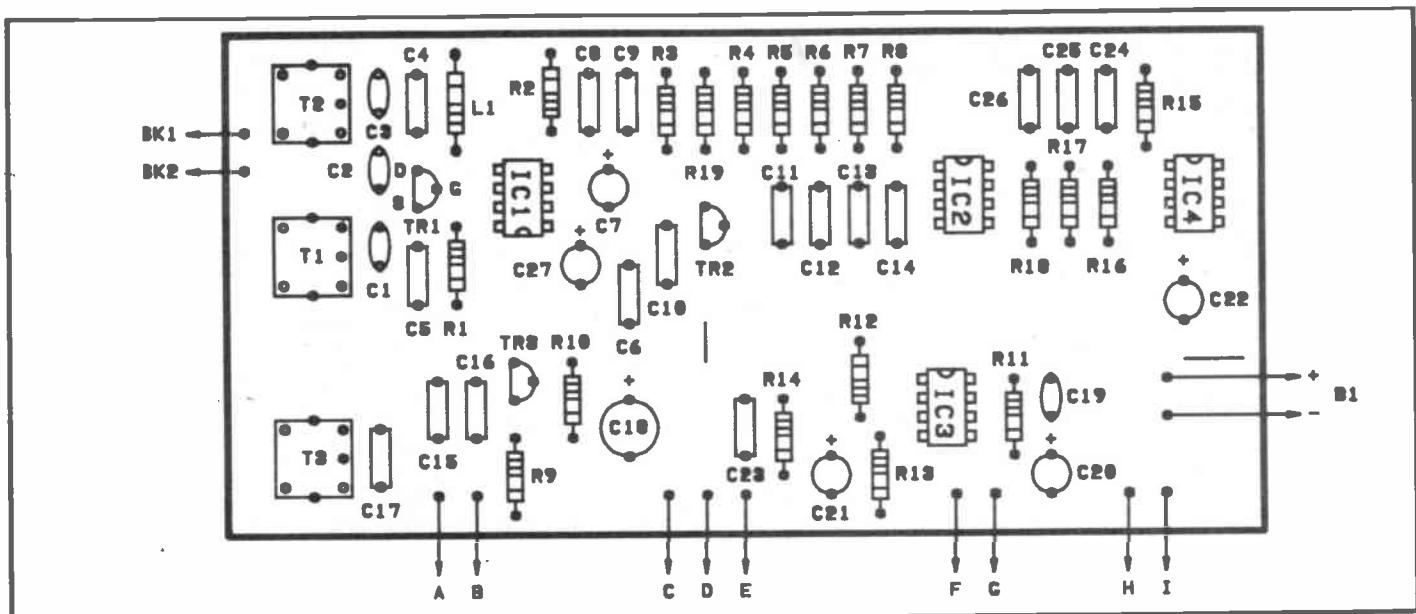 C4
C8 C9 R3 R4 R5 R6 R7 R8
C25 C24
R2
T2
L1
C26
R15
BK1
C3
R17
C2 D
BK2
G
R19
C11 C13
S
IC1
IC2
IC4
TR1
C7
T1
C27
TR2
C12 C14
R18 R16
C1
C10
C22
C5 R1
C6
R12
TR3 R10
C16
R11
R14
B1
C19
IC3
C18
T3
C15
R9
C23
R13
C20
C17
C21
A B C D E F G H I
+
+
+
+
+
+
+
-